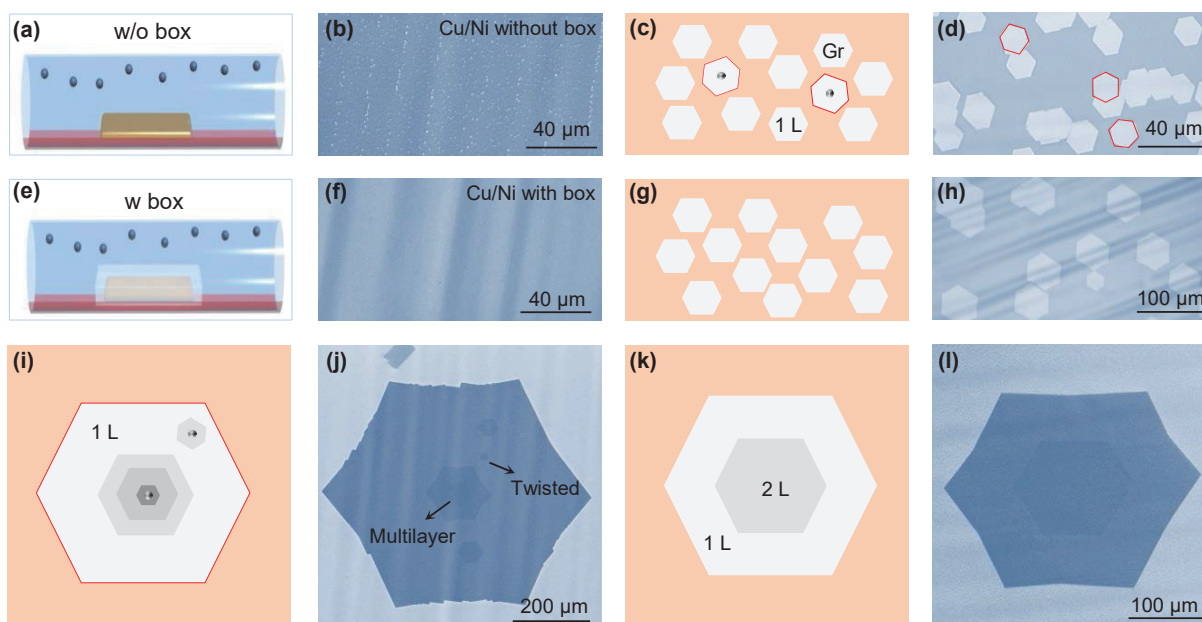 (a)
w/o box
(b)
Cu/Ni without box
40 μm
(c)
Gr
1 L
(d)
40 μm
(e)
w box
(f)
Cu/Ni with box
40 μm
(g)
(h)
100 μm
(i)
1 L
(j)
Twisted
Multilayer
200 μm
(k)
2 L
1 L
(l)
100 μm